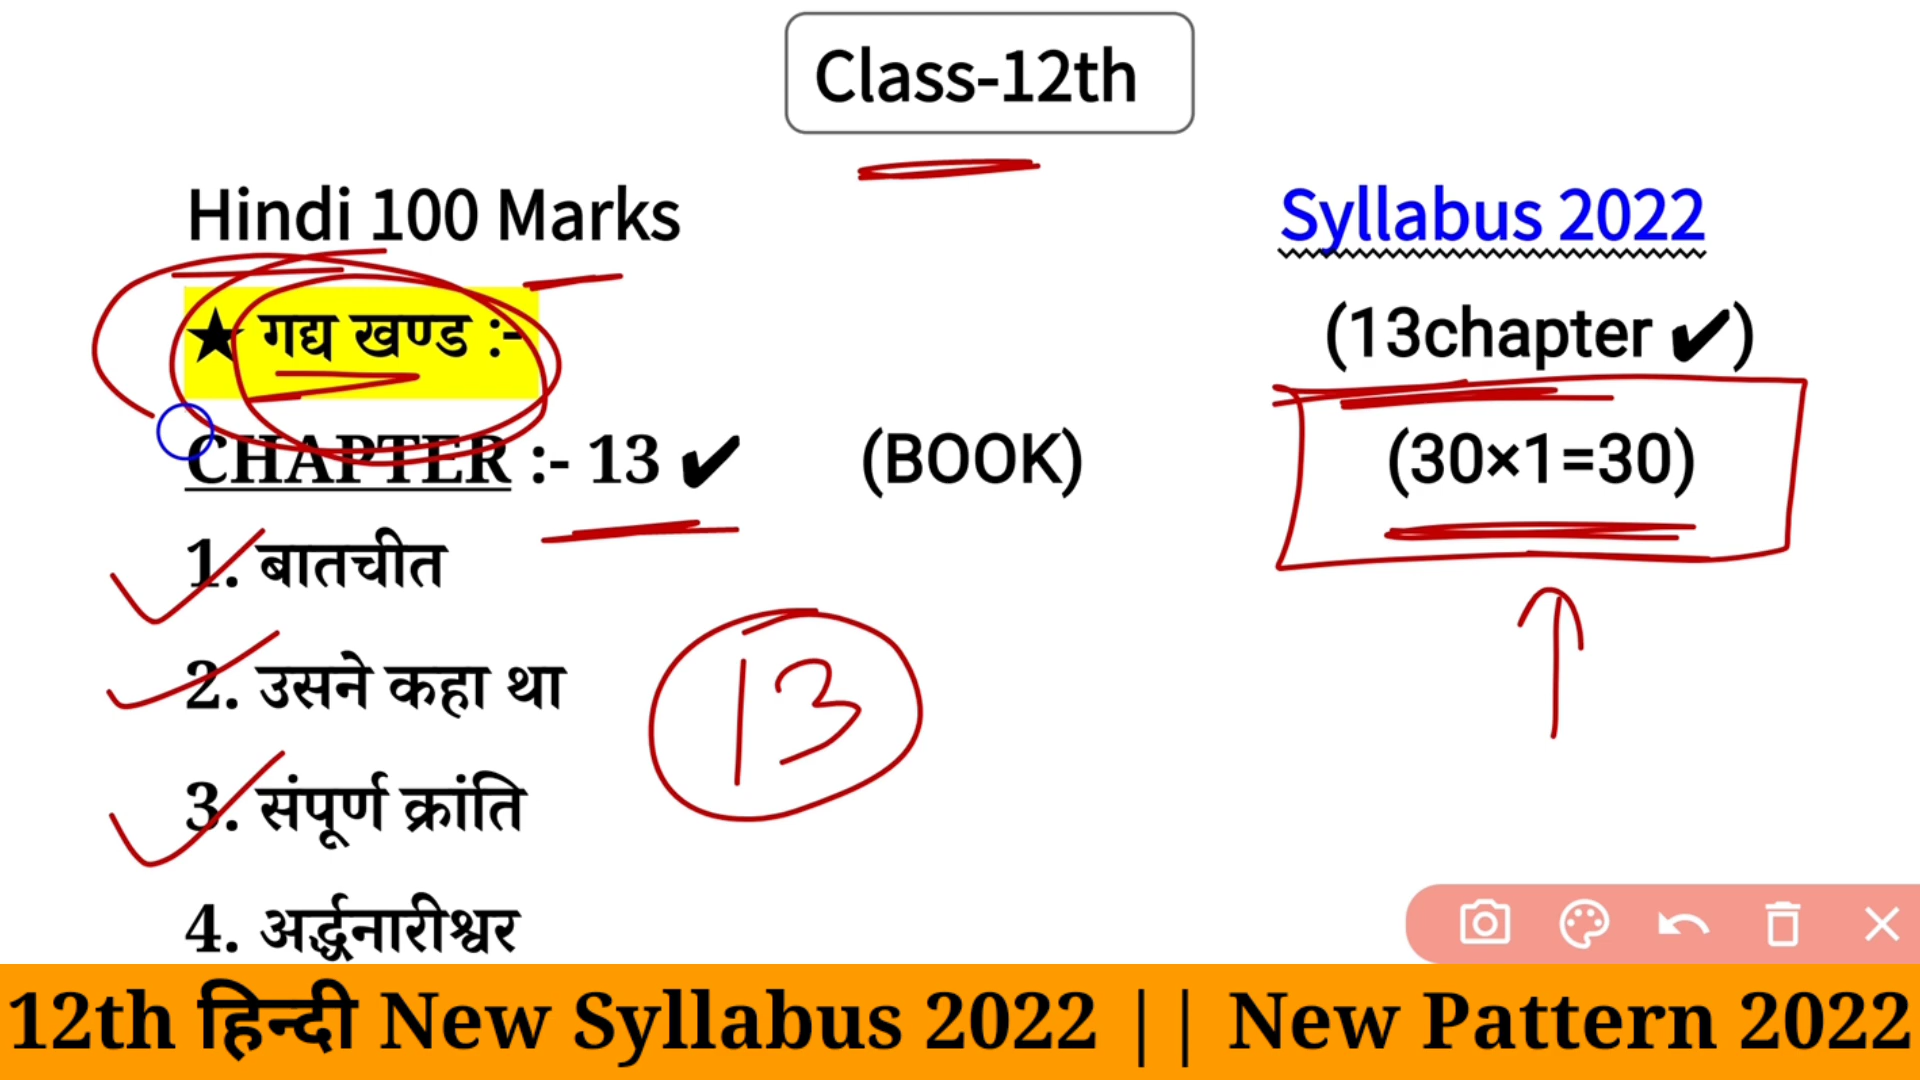 Class-12th
Hindi 100 Marks
Syllabus 2022
★ गद्य खण्ड :-
(13chapter ✔)
CHAPTER :- 13 ✔ (BOOK)
(30×1=30)
1. बातचीत
2. उसने कहा था
13
3. संपूर्ण क्रांति
4. अर्द्धनारीश्वर
12th हिन्दी New Syllabus 2022 || New Pattern 2022